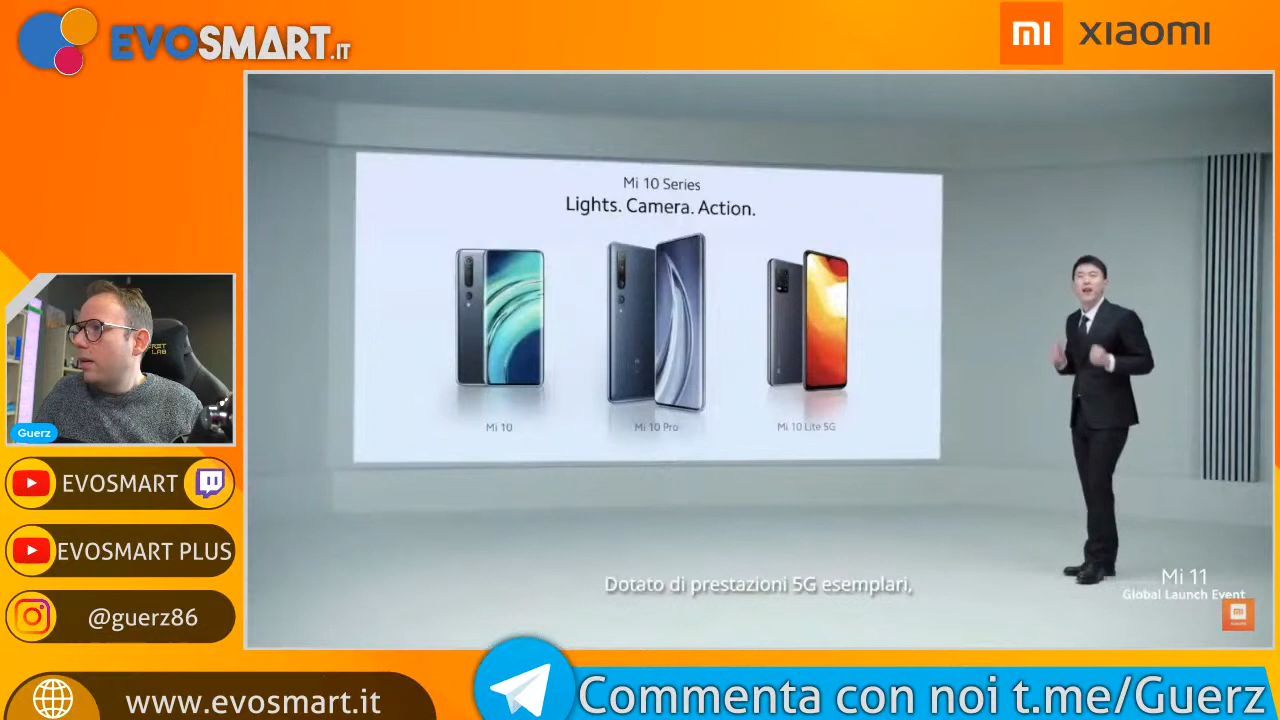 EVOSMART.IT
mi xiaomi
Mi 10 Series
Lights. Camera. Action.
Mi 10
Mi 10 Pro
Mi 10 Lite 5G
Guerz
EVOSMART
EVOSMART PLUS
@guerz86
Dotato di prestazioni 5G esemplari,
Mi 11
Global Launch Event
www.evosmart.it
Commenta con noi t.me/Guerz